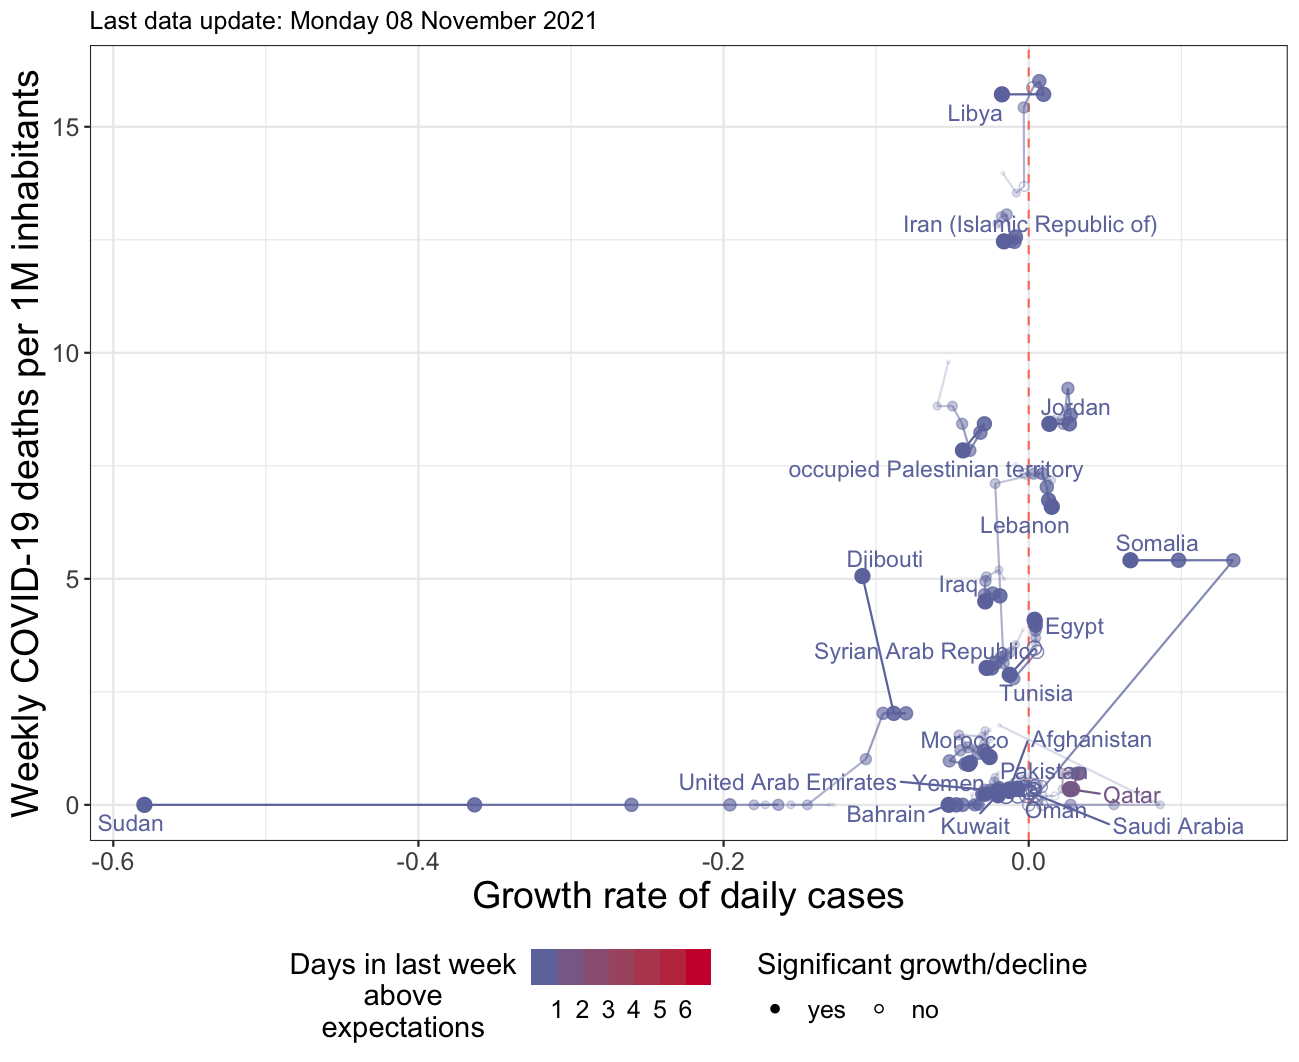 Last data update: Monday 08 November 2021
Weekly COVID-19 deaths per 1M inhabitants
15
10
5
0
Libya
Iran (Islamic Republic of)
Jordan
occupied Palestinian territory
Lebanon
Somalia
Djibouti
Iraq
Egypt
Syrian Arab Republic
Tunisia
Morocco
Afghanistan
Pakistan
United Arab Emirates
Yemen
Qatar
Bahrain
Oman
Sudan
Kuwait
Saudi Arabia
-0.6 -0.4 -0.2 0.0
Growth rate of daily cases
Days in last week
above
expectations
1 2 3 4 5 6
Significant growth/decline
yes no